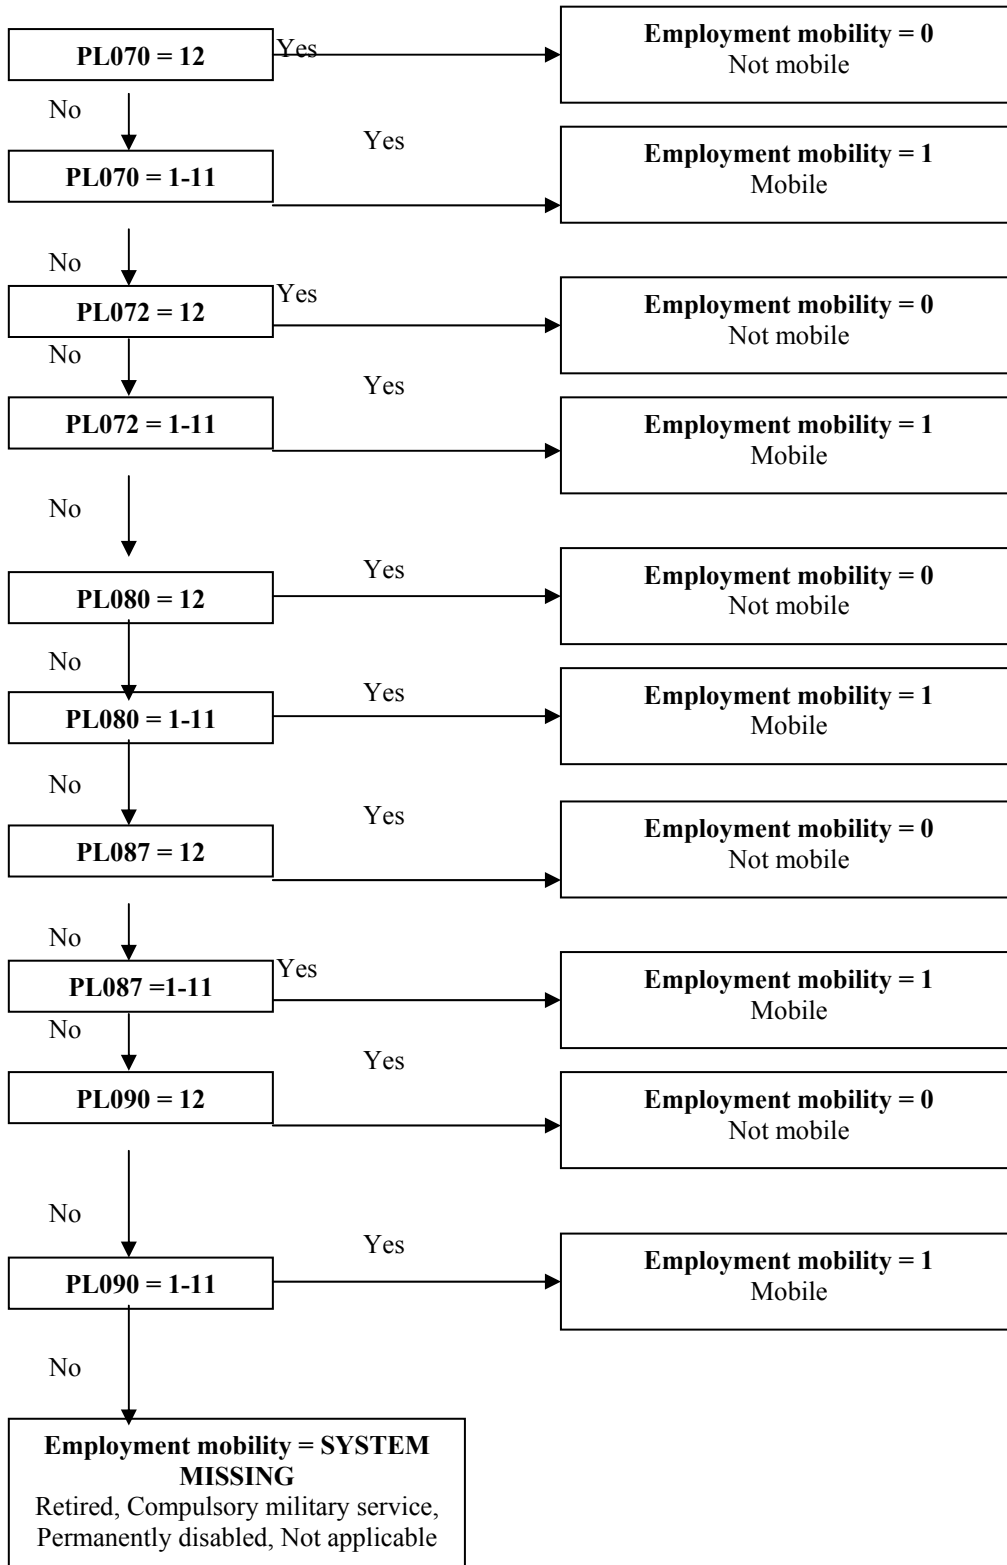 PL070 = 12
Yes
Employment mobility = 0
Not mobile
No
Yes
PL070 = 1-11
Employment mobility = 1
Mobile
No
PL072 = 12
Yes
Employment mobility = 0
Not mobile
No
Yes
PL072 = 1-11
Employment mobility = 1
Mobile
No
Yes
PL080 = 12
Employment mobility = 0
Not mobile
No
Yes
PL080 = 1-11
Employment mobility = 1
Mobile
No
Yes
PL087 = 12
Employment mobility = 0
Not mobile
No
Yes
PL087 =1-11
Employment mobility = 1
Mobile
No
Yes
PL090 = 12
Employment mobility = 0
Not mobile
No
Yes
PL090 = 1-11
Employment mobility = 1
Mobile
No
Employment mobility = SYSTEM
MISSING
Retired, Compulsory military service,
Permanently disabled, Not applicable